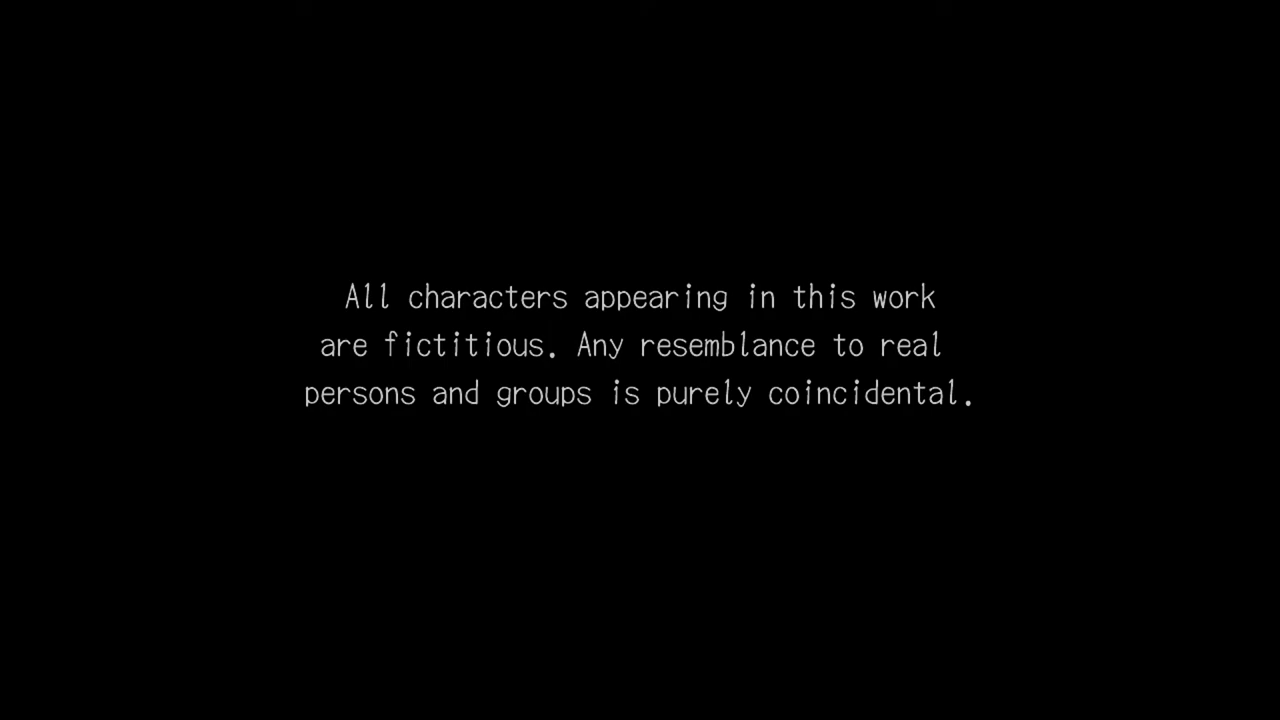 All characters appearing in this work
are fictitious. Any resemblance to real
persons and groups is purely coincidental.